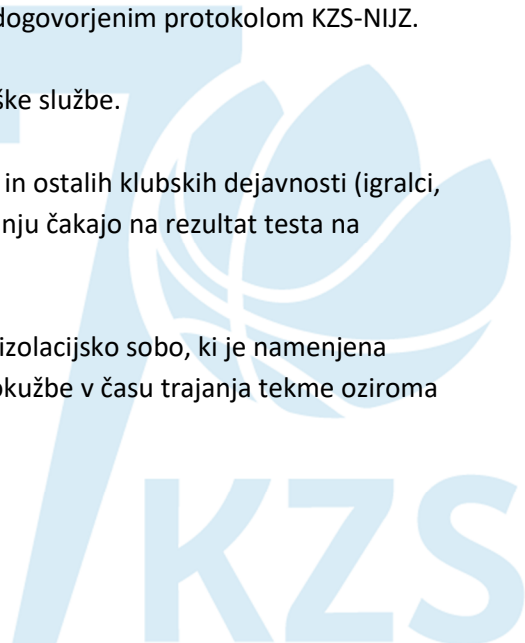 dogovorjenim protokolom KZS-NIJZ.
ke službe.
in ostalih klubskih dejavnosti (igralci,
nju čakajo na rezultat testa na
izolacijsko sobo, ki je namenjena
okužbe v času trajanja tekme oziroma
KZS